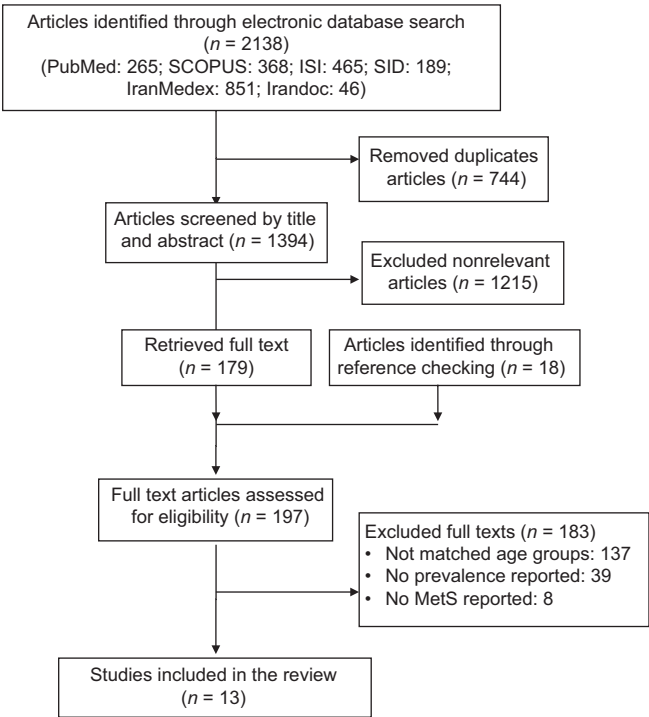 Articles identified through electronic database search
(n = 2138)
(PubMed: 265; SCOPUS: 368; ISI: 465; SID: 189;
IranMedex: 851; Irandoc: 46)
Removed duplicates
articles (n = 744)
Articles screened by title
and abstract (n = 1394)
Excluded nonrelevant
articles (n = 1215)
Retrieved full text
(n = 179)
Articles identified through
reference checking (n = 18)
Full text articles assessed
for eligibility (n = 197)
Excluded full texts (n = 183)
• Not matched age groups: 137
• No prevalence reported: 39
• No MetS reported: 8
Studies included in the review
(n = 13)